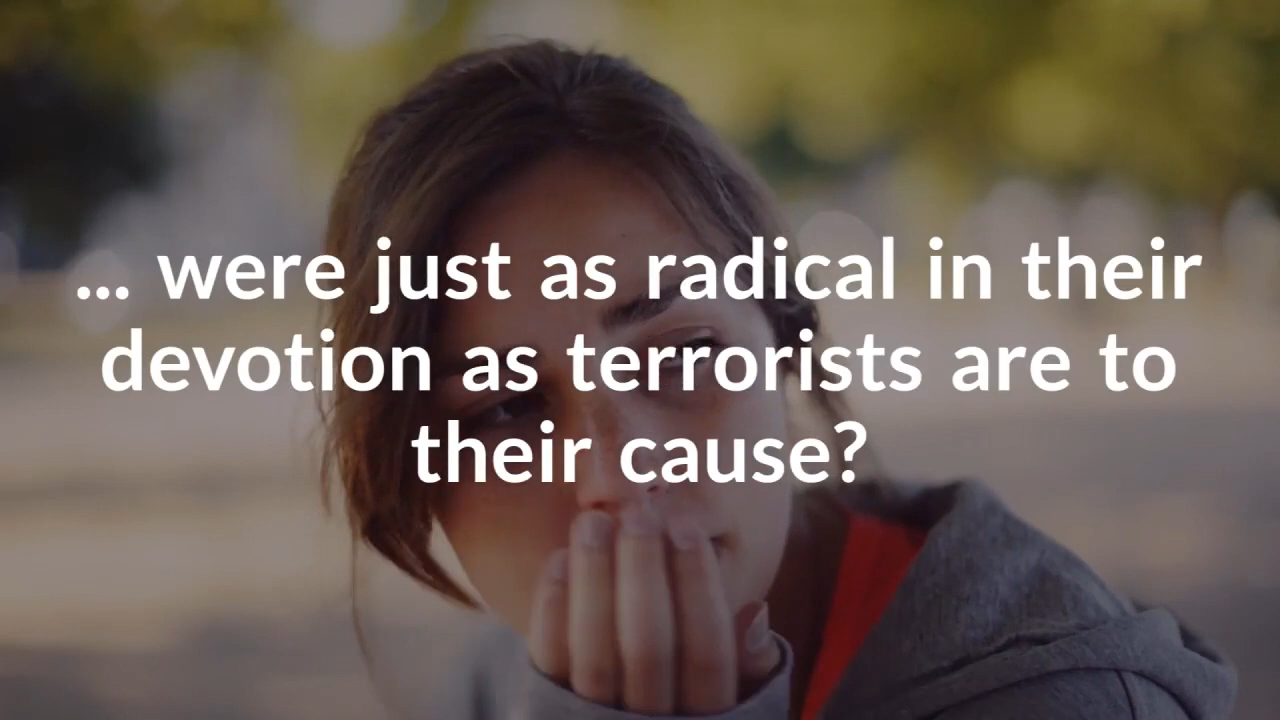 ... were just as radical in their
devotion as terrorists are to
their cause?